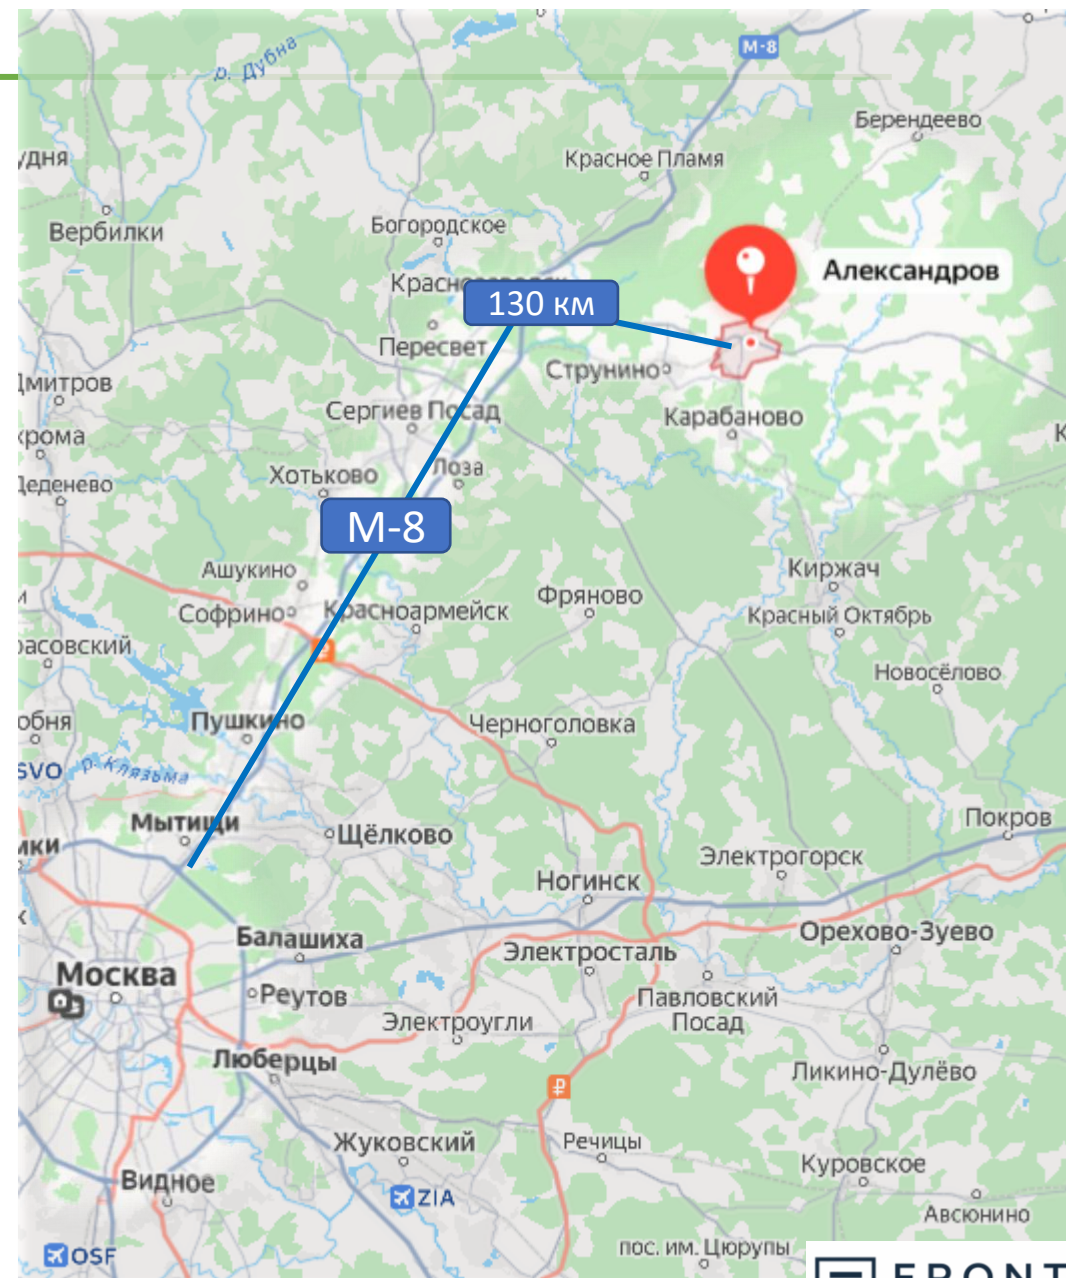 М-8
р. Дубна
Берендеево
Красное Пламя
Вербилки
Богородское
Александров
130 км
Пересвет
Струнино
Сергиев Посад
Карабаново
Лоза
Хотьково
М-8
Ашукино
Киржач
Фряново
Софрино
Красноармейск
Красный Октябрь
Новосёлово
Пушкино
Черноголовка
SVO
р. Клязьма
Мытищи
Щёлково
Покров
Электрогорск
Ногинск
Балашиха
Электросталь
Орехово-Зуево
Москва
Реутов
Павловский
Посад
Электроугли
Люберцы
Ликино-Дулёво
₽
Жуковский
Речицы
Куровское
Видное
ZIA
Авсюнино
пос. им. Цюрупы
OSF
FRONT